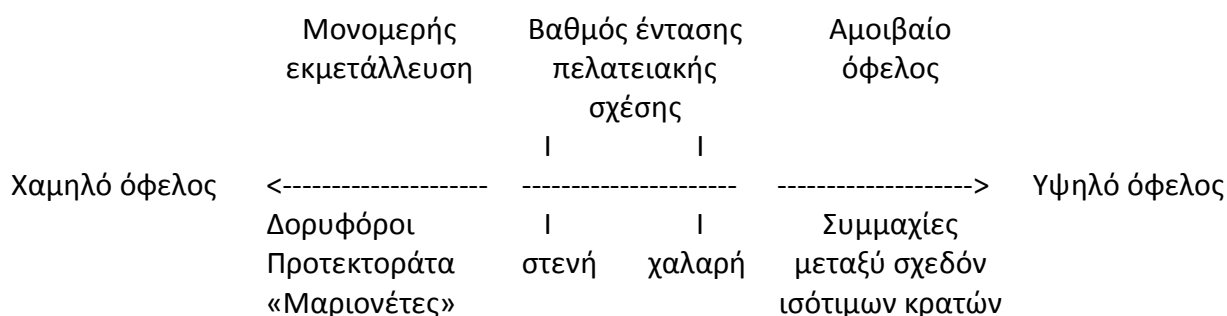 Μονομερής Βαθμός έντασης Αμοιβαίο
εκμετάλλευση πελατειακής όφελος
σχέσης
I I
Χαμηλό όφελος <--------------------- ---------------------- --------------------> Υψηλό όφελος
Δορυφόροι I I Συμμαχίες
Προτεκτοράτα στενή χαλαρή μεταξύ σχεδόν
«Μαριονέτες» ισότιμων κρατών